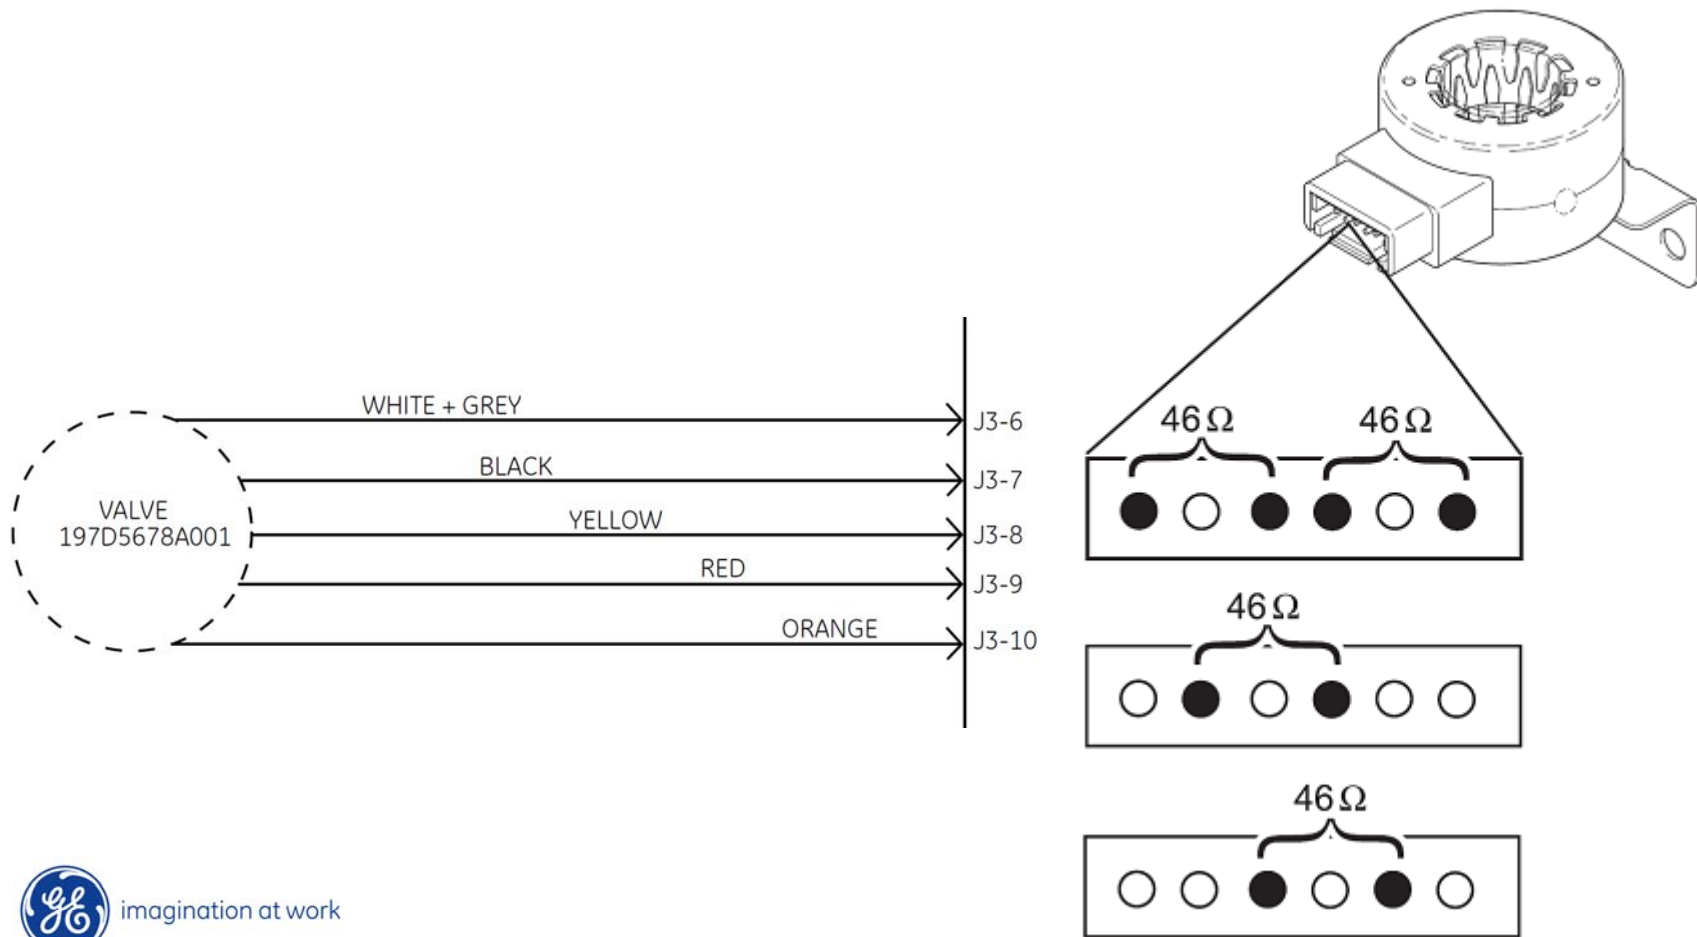 WHITE + GREY
J3-6
BLACK
J3-7
VALVE
197D5678A001
YELLOW
J3-8
RED
J3-9
ORANGE
J3-10
46Ω
46Ω
46Ω
46Ω
GE imagination at work